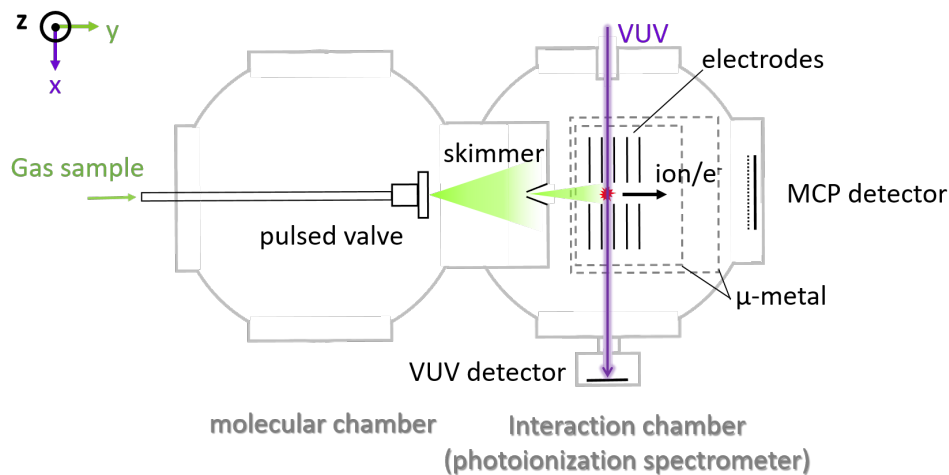 z
y
x
VUV
electrodes
Gas sample
skimmer
ion/e⁻
MCP detector
pulsed valve
μ-metal
VUV detector
molecular chamber
Interaction chamber
(photoionization spectrometer)